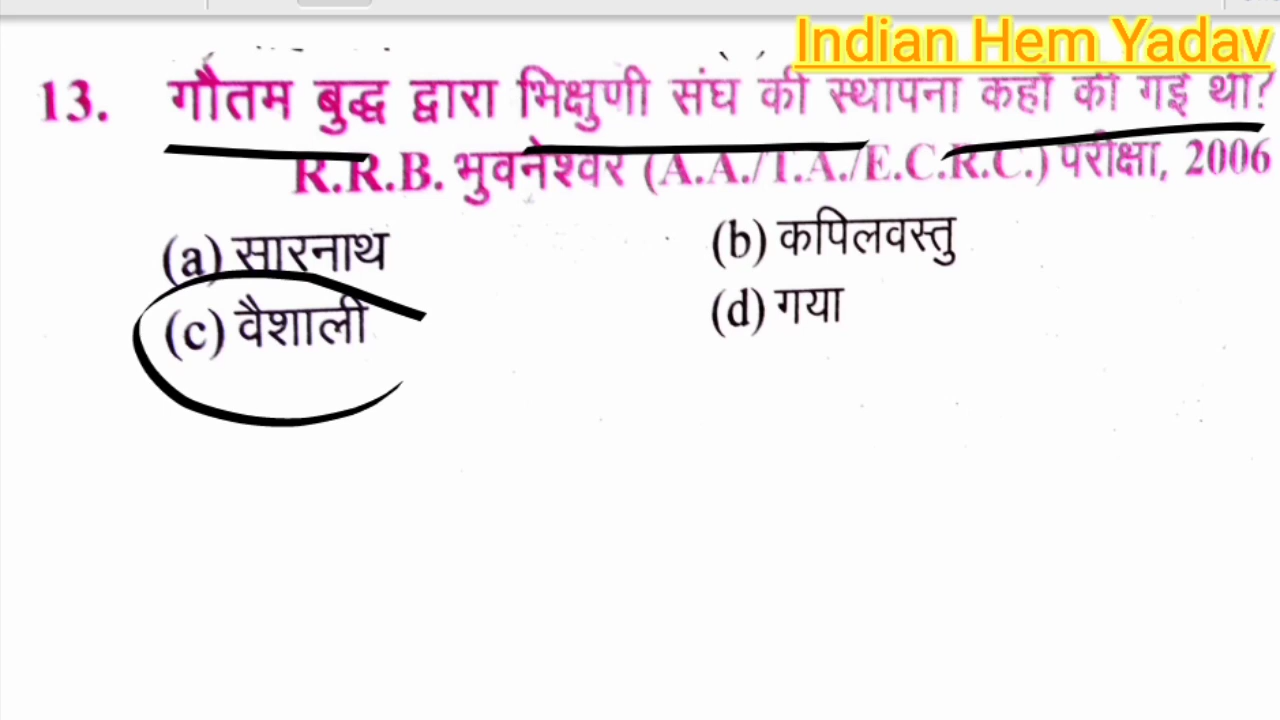 Indian Hem Yadav
13. गौतम बुद्ध द्वारा भिक्षुणी संघ की स्थापना कहाँ की गई थी?
R.R.B. भुवनेश्वर (A.A./T.A./E.C.R.C.) परीक्षा, 2006
(a) सारनाथ (b) कपिलवस्तु
(c) वैशाली (d) गया